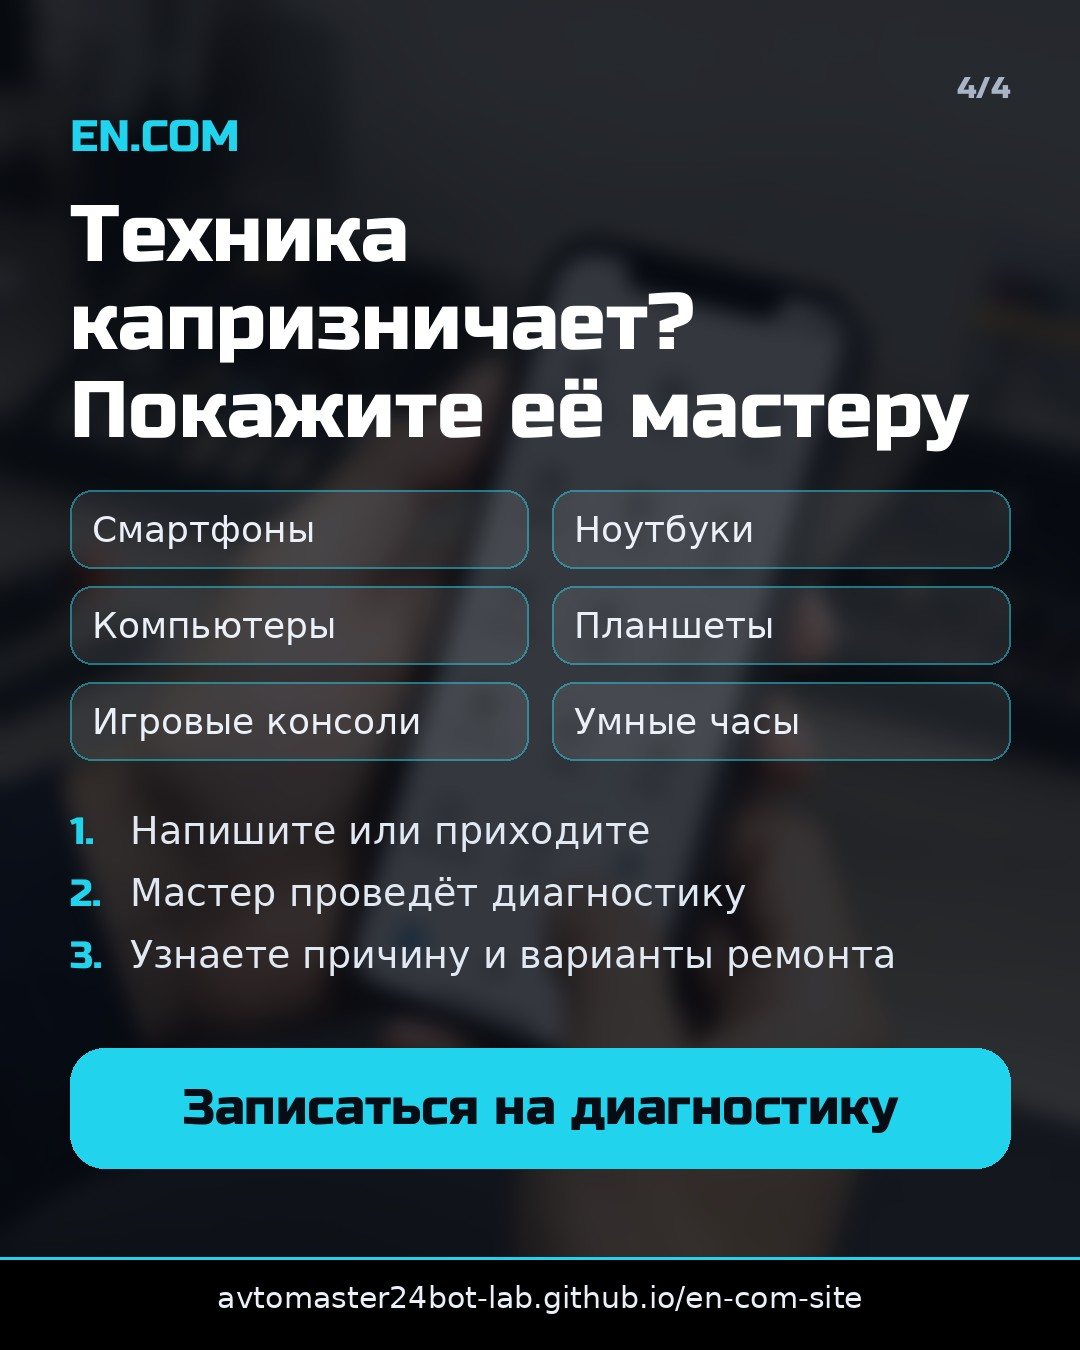 4/4
EN.COM
Техника
капризничает?
Покажите её мастеру
Смартфоны
Ноутбуки
Компьютеры
Планшеты
Игровые консоли
Умные часы
1. Напишите или приходите
2. Мастер проведёт диагностику
3. Узнаете причину и варианты ремонта
Записаться на диагностику
avtomaster24bot-lab.github.io/en-com-site